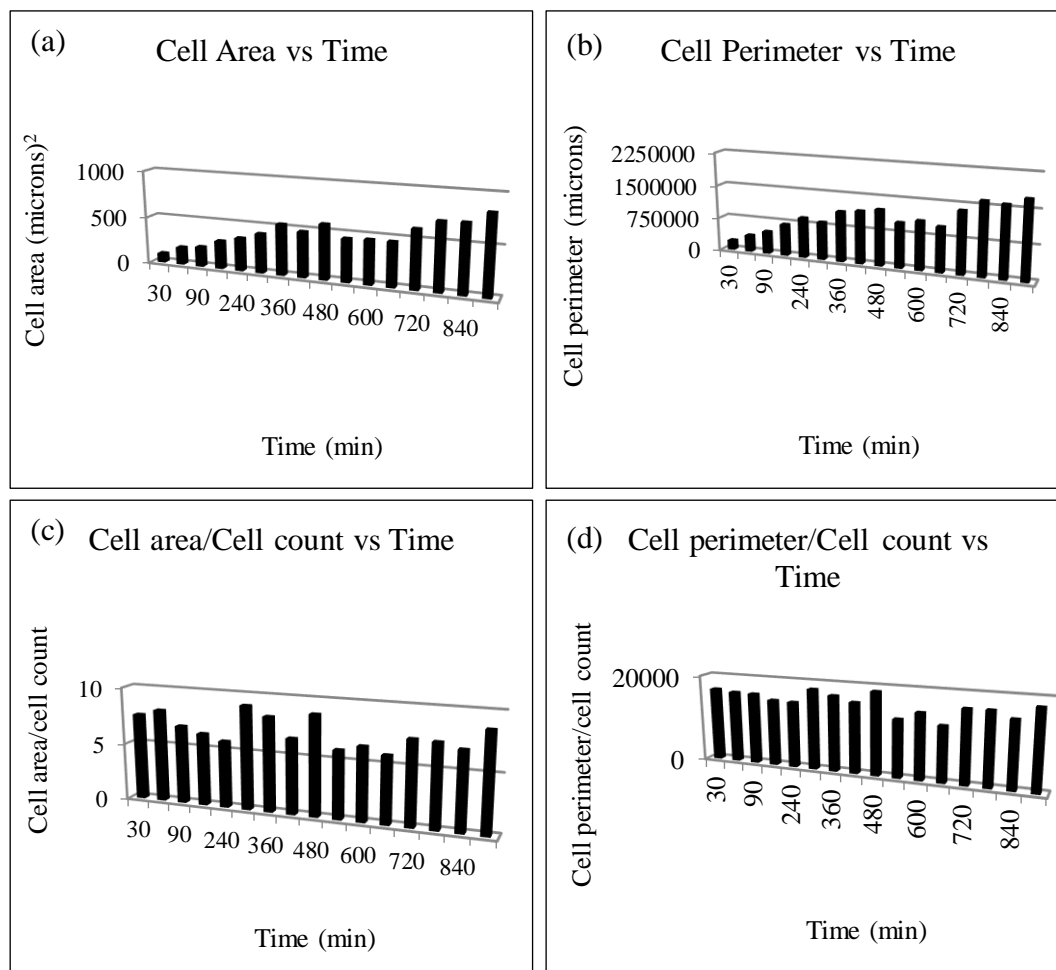 (a) Cell Area vs Time
Cell area (microns)²
1000
500
0
30 90 240 360 480 600 720 840
Time (min)
(b) Cell Perimeter vs Time
Cell perimeter (microns)
2250000
1500000
750000
0
30 90 240 360 480 600 720 840
Time (min)
(c) Cell area/Cell count vs Time
Cell area/cell count
10
5
0
30 90 240 360 480 600 720 840
Time (min)
(d) Cell perimeter/Cell count vs
Time
Cell perimeter/cell count
20000
0
30 90 240 360 480 600 720 840
Time (min)